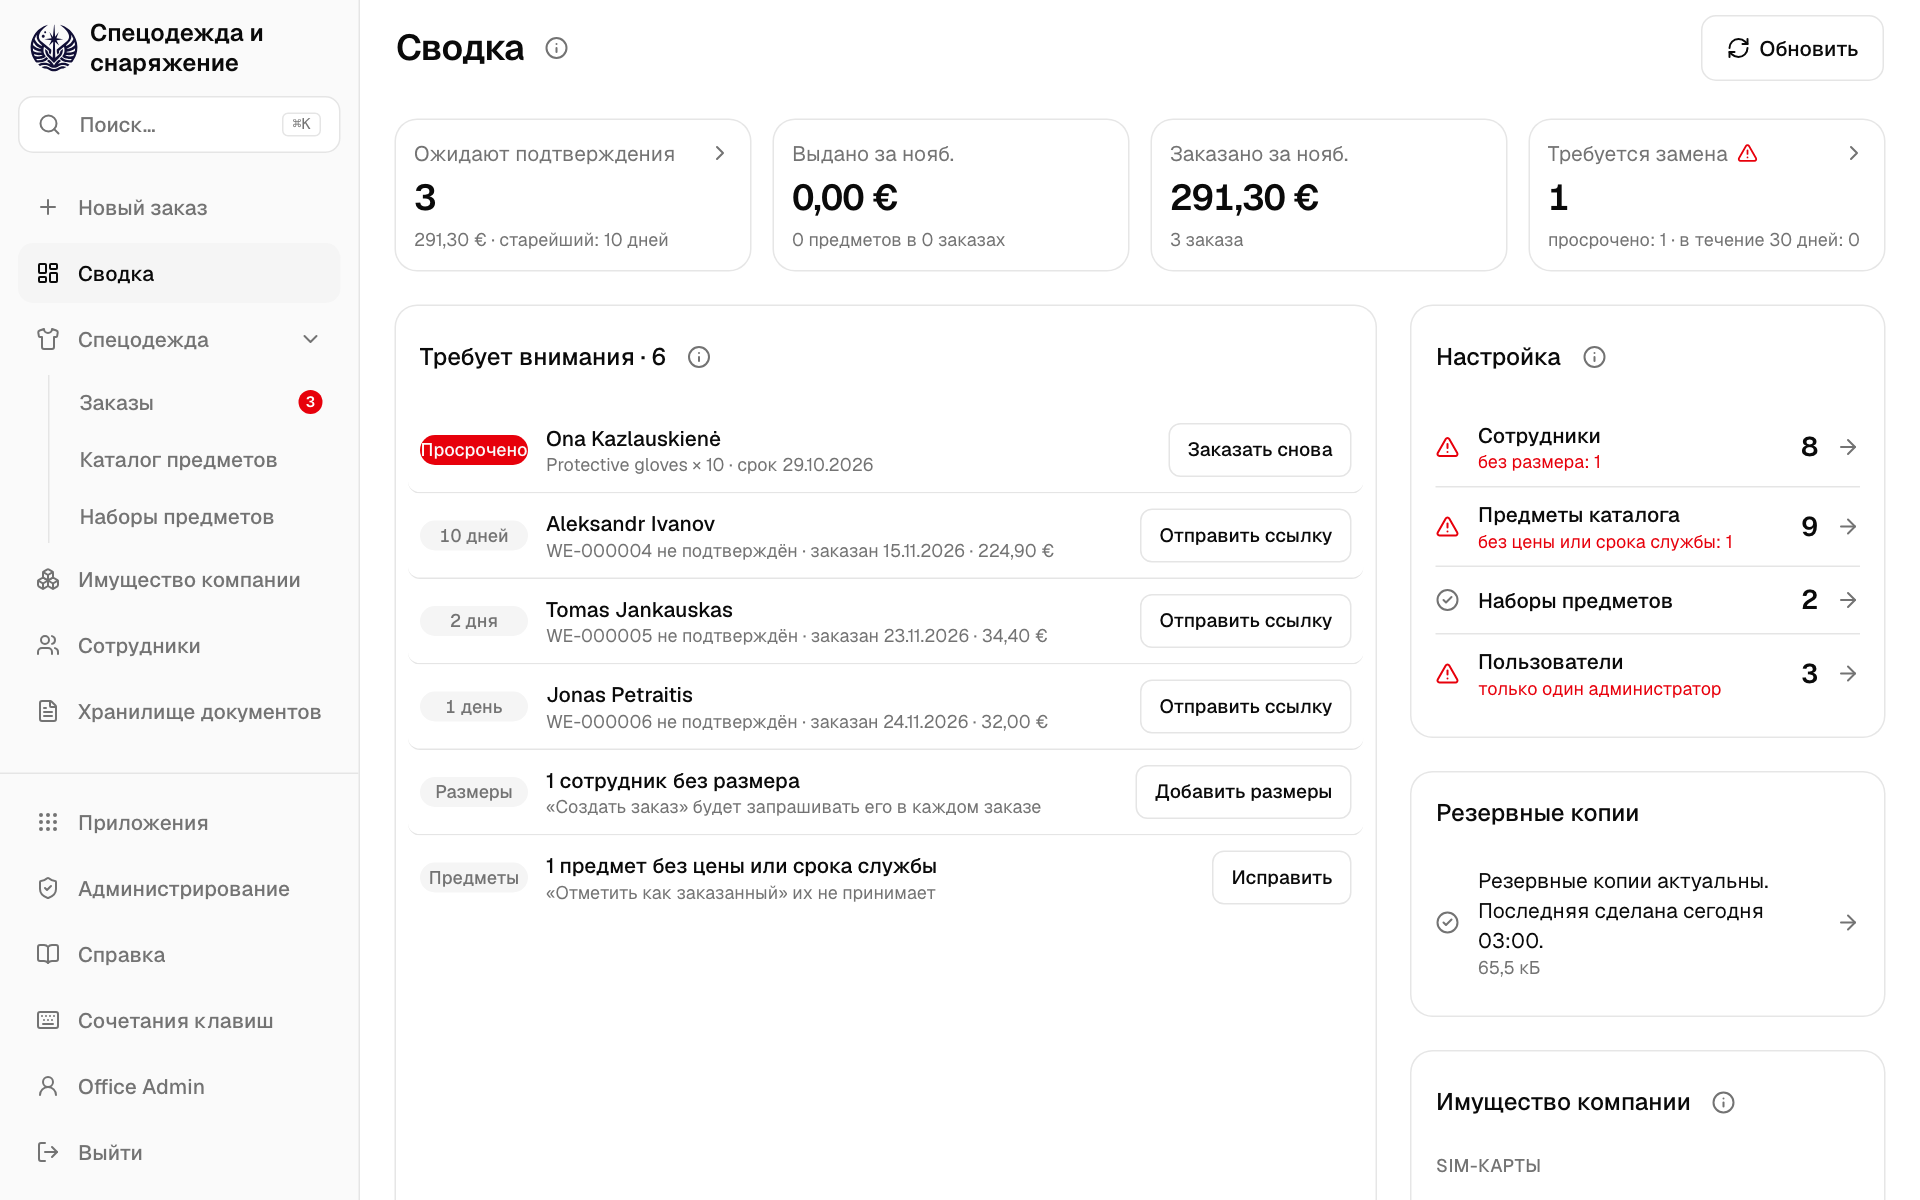 Спецодежда и
снаряжение
Поиск...
⌘K
Новый заказ
Сводка
Спецодежда
Заказы
3
Каталог предметов
Наборы предметов
Имущество компании
Сотрудники
Хранилище документов
Приложения
Администрирование
Справка
Сочетания клавиш
Office Admin
Выйти
Сводка
Обновить
Ожидают подтверждения
3
291,30 € · старейший: 10 дней
Выдано за нояб.
0,00 €
0 предметов в 0 заказах
Заказано за нояб.
291,30 €
3 заказа
Требуется замена
1
просрочено: 1 · в течение 30 дней: 0
Требует внимания · 6
Просрочено
Ona Kazlauskienė
Protective gloves × 10 · срок 29.10.2026
Заказать снова
10 дней
Aleksandr Ivanov
WE-000004 не подтверждён · заказан 15.11.2026 · 224,90 €
Отправить ссылку
2 дня
Tomas Jankauskas
WE-000005 не подтверждён · заказан 23.11.2026 · 34,40 €
Отправить ссылку
1 день
Jonas Petraitis
WE-000006 не подтверждён · заказан 24.11.2026 · 32,00 €
Отправить ссылку
Размеры
1 сотрудник без размера
«Создать заказ» будет запрашивать его в каждом заказе
Добавить размеры
Предметы
1 предмет без цены или срока службы
«Отметить как заказанный» их не принимает
Исправить
Настройка
Сотрудники
без размера: 1
8
Предметы каталога
без цены или срока службы: 1
9
Наборы предметов
2
Пользователи
только один администратор
3
Резервные копии
Резервные копии актуальны.
Последняя сделана сегодня
03:00.
65,5 кБ
Имущество компании
SIM-КАРТЫ